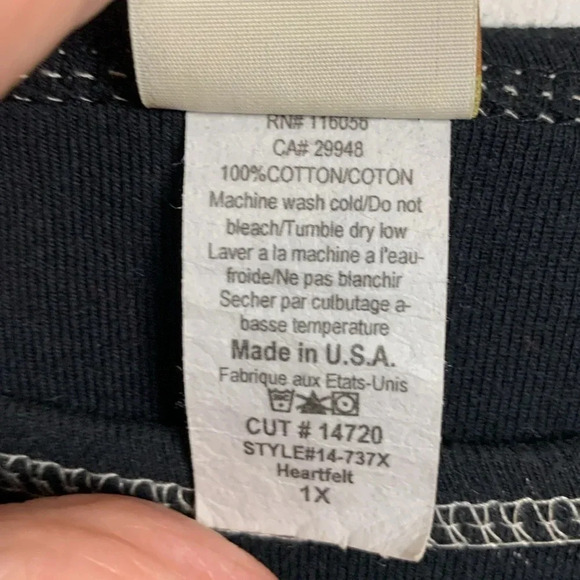 RN# 116056
CA# 29948
100%COTTON/COTON
Machine wash cold/Do not
bleach/Tumble dry low
Laver a la machine a l'eau-
froide/Ne pas blanchir
Secher par culbutage a-
basse temperature
Made in U.S.A.
Fabrique aux Etats-Unis
CUT # 14720
STYLE#14-737X
Heartfelt
1X